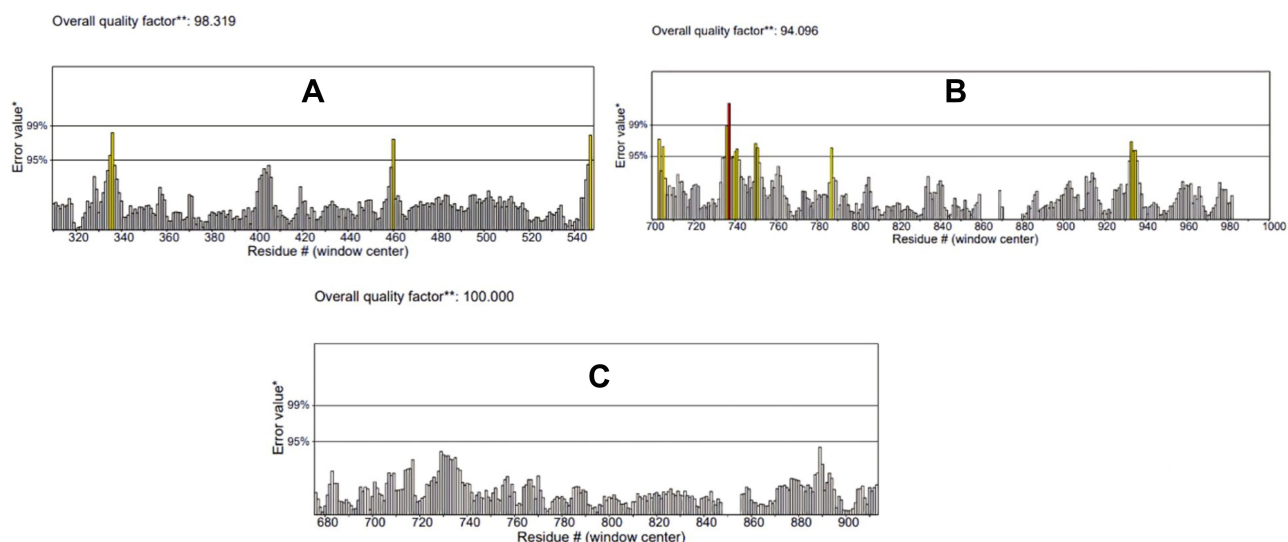 Overall quality factor**: 98.319
A
Error value*
99%
95%
320 340 360 380 400 420 440 460 480 500 520 540
Residue # (window center)
Overall quality factor**: 94.096
B
Error value*
99%
95%
700 720 740 760 780 800 820 840 860 880 900 920 940 960 980 1000
Residue # (window center)
Overall quality factor**: 100.000
C
Error value*
99%
95%
680 700 720 740 760 780 800 820 840 860 880 900
Residue # (window center)